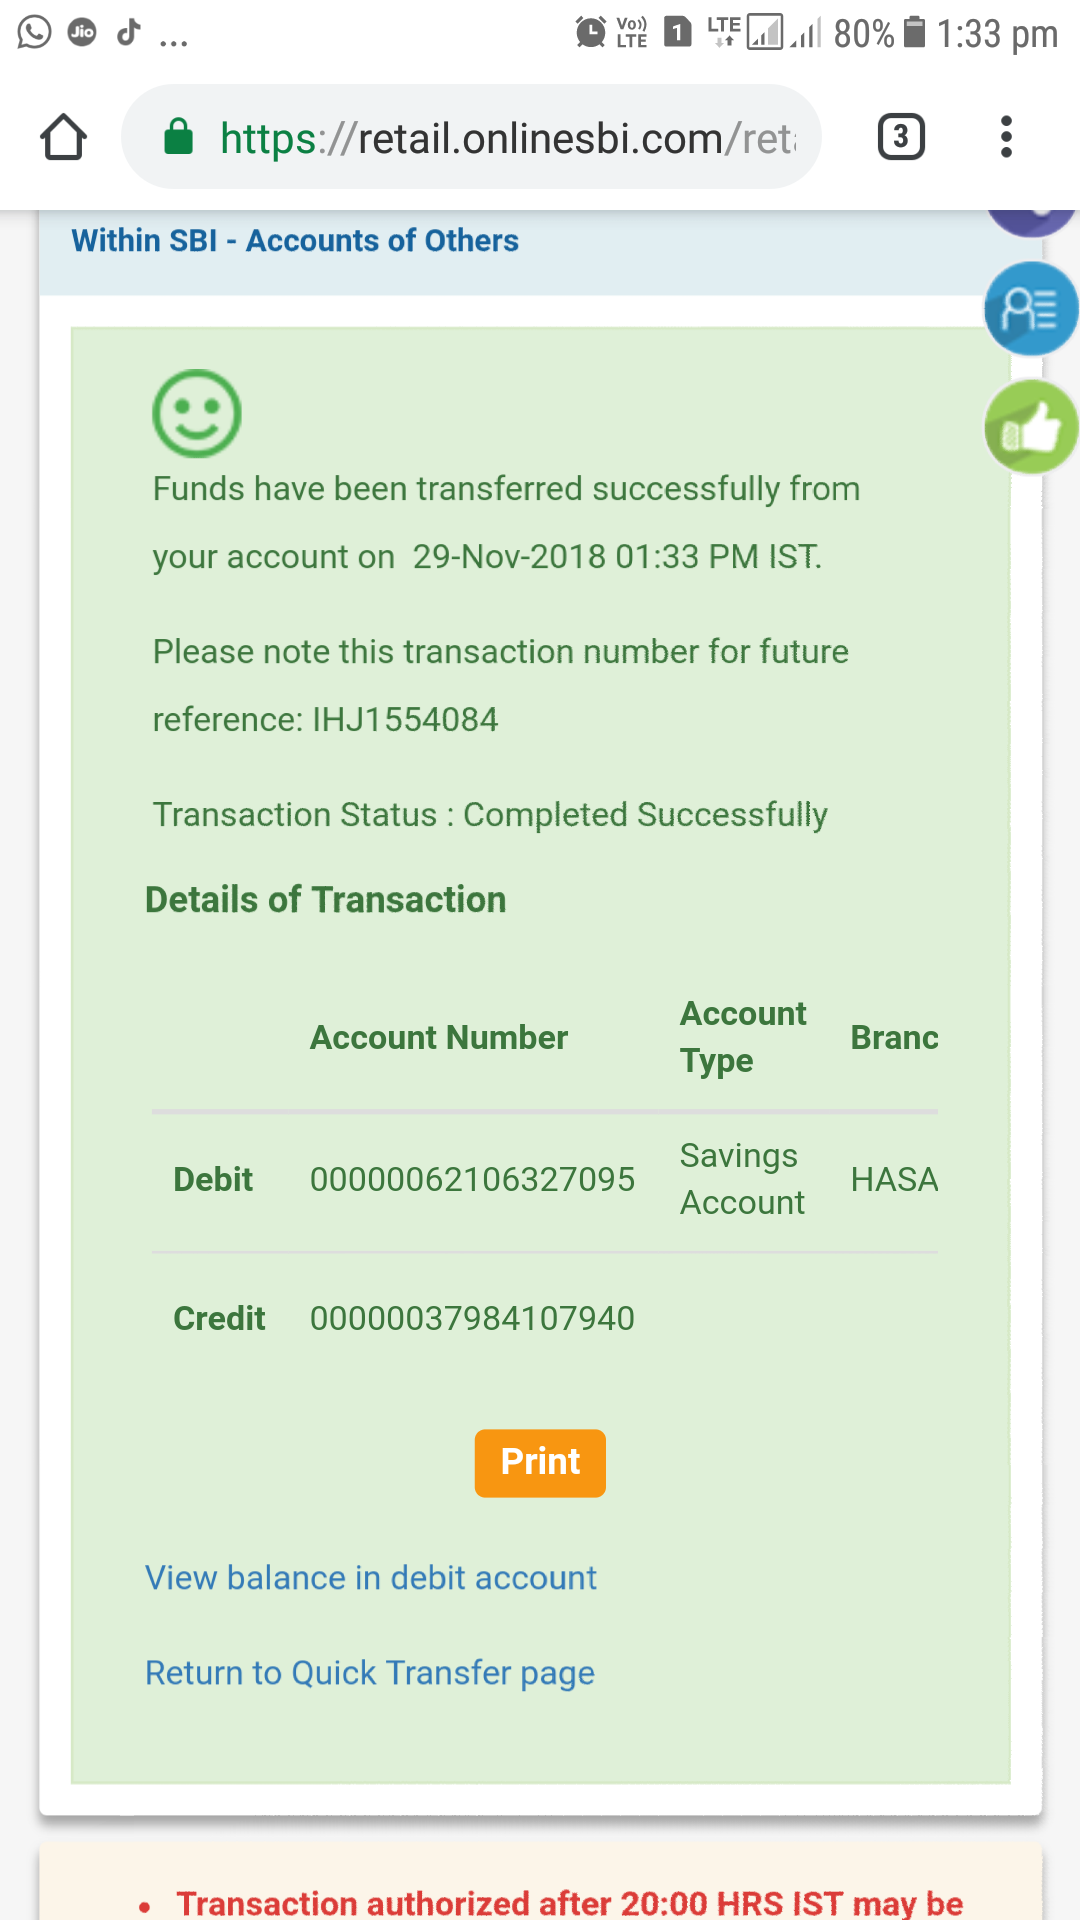 Jio ... Vo)) LTE 1 LTE 80% 1:33 pm
https://retail.onlinesbi.com/reta 3
Within SBI - Accounts of Others
Funds have been transferred successfully from
your account on 29-Nov-2018 01:33 PM IST.
Please note this transaction number for future
reference: IHJ1554084
Transaction Status : Completed Successfully
Details of Transaction
Account Number Account Type Branc
Debit 00000062106327095 Savings Account HASA
Credit 00000037984107940
Print
View balance in debit account
Return to Quick Transfer page
• Transaction authorized after 20:00 HRS IST may be